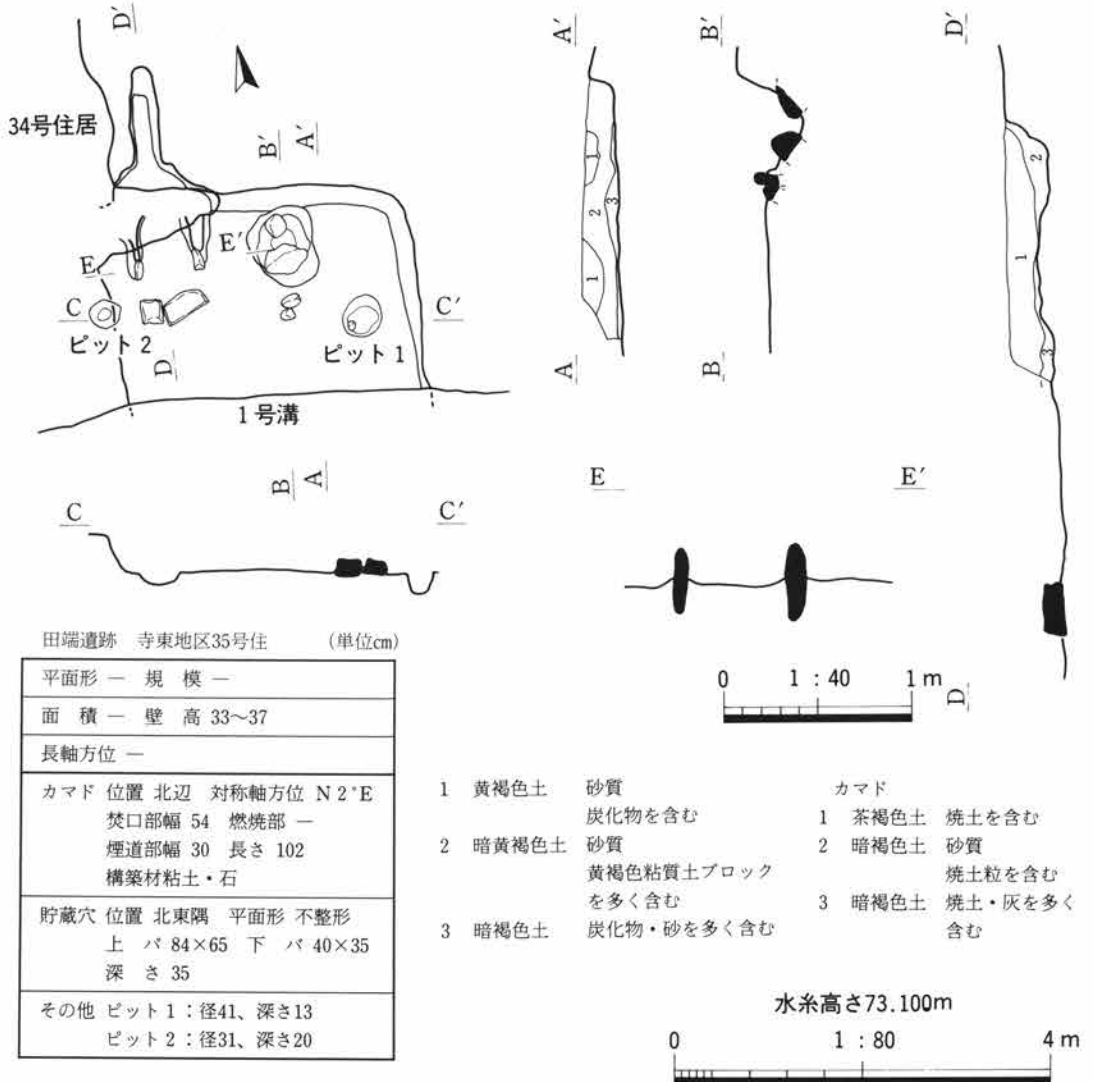 D′
34号住居
B′
A′
E
E′
C
C′
ピット2
ピット1
D
1号溝
B
A
A′
B′
D′
1
2
3
1
A
B
2
1
3
D
C
C′
E
E′
0 1:40 1m
田端遺跡 寺東地区35号住 (単位cm)
平面形 ― 規 模 ―
面 積 ― 壁 高 33～37
長軸方位 ―
カマド 位置 北辺 対称軸方位 N2°E
焚口部幅 54 燃焼部 ―
煙道部幅 30 長さ 102
構築材粘土・石
貯蔵穴 位置 北東隅 平面形 不整形
上 バ 84×65 下 バ 40×35
深 さ 35
その他 ピット1：径41、深さ13
ピット2：径31、深さ20
1 黄褐色土 砂質
炭化物を含む
2 暗黄褐色土 砂質
黄褐色粘質土ブロック
を多く含む
3 暗褐色土 炭化物・砂を多く含む
カマド
1 茶褐色土 焼土を含む
2 暗褐色土 砂質
焼土粒を含む
3 暗褐色土 焼土・灰を多く
含む
水糸高さ73.100m
0 1:80 4m